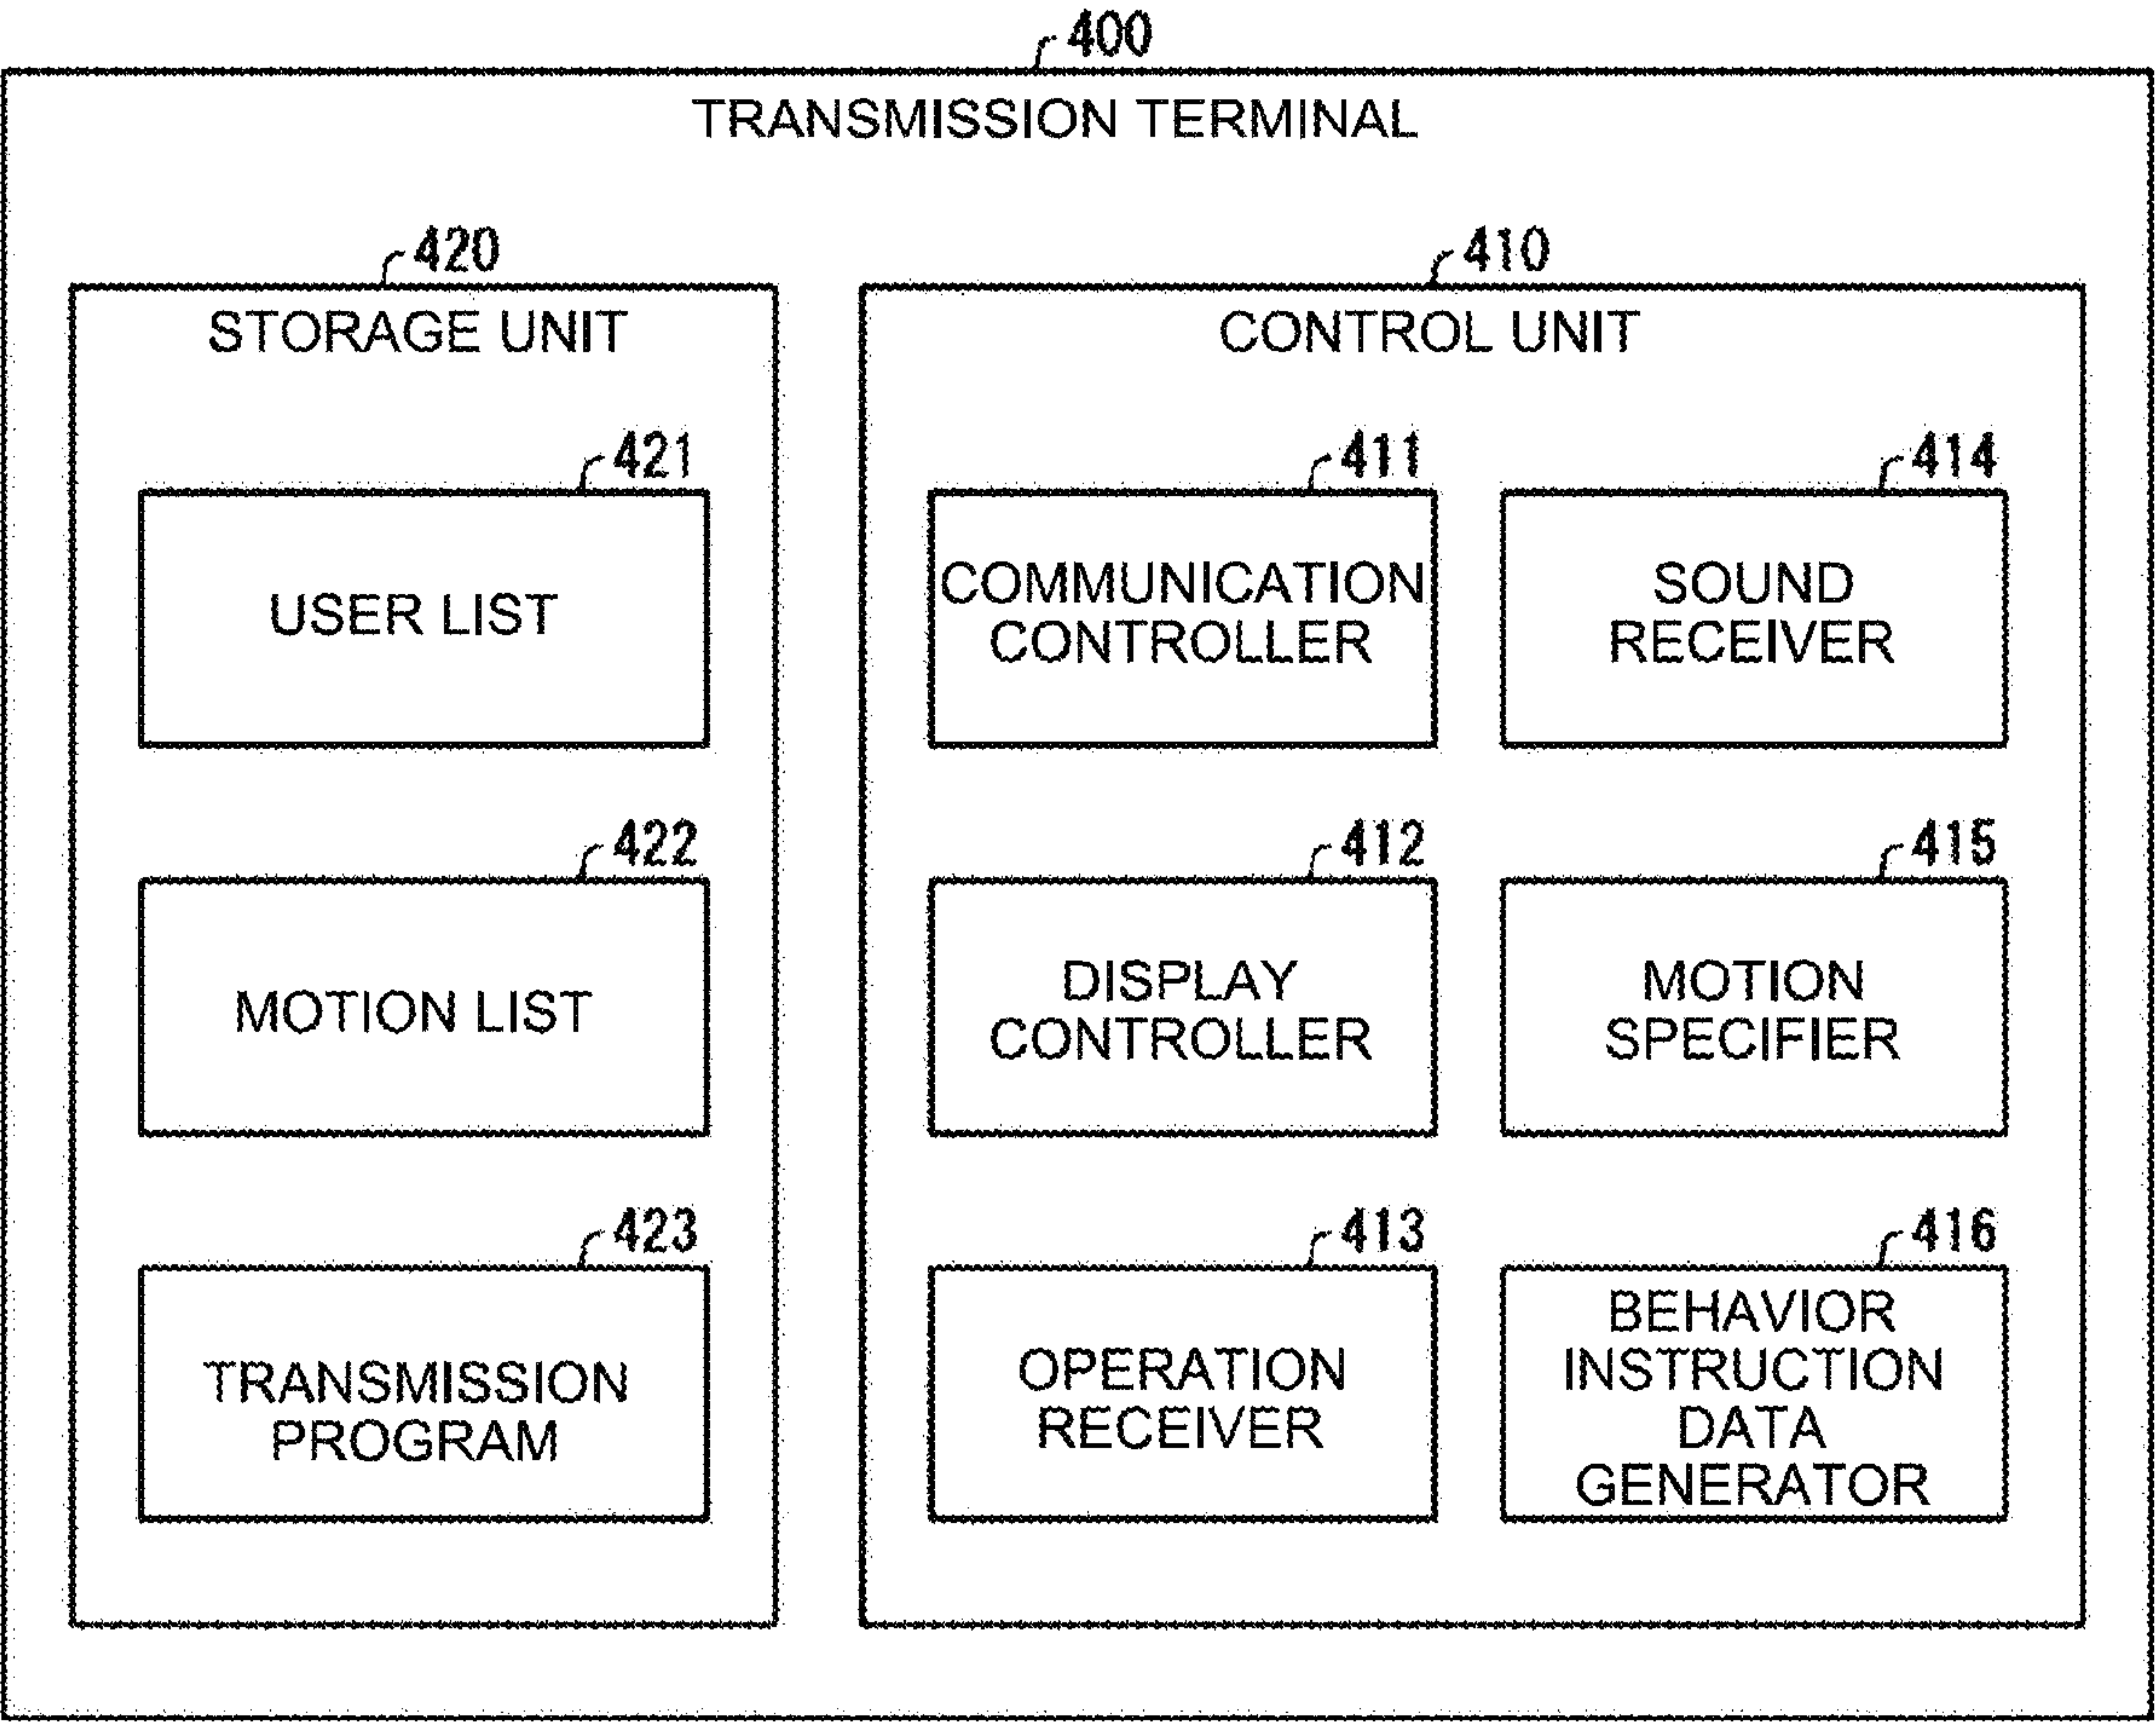 400
TRANSMISSION TERMINAL
420
STORAGE UNIT
421
USER LIST
422
MOTION LIST
423
TRANSMISSION
PROGRAM
410
CONTROL UNIT
411
COMMUNICATION
CONTROLLER
414
SOUND
RECEIVER
412
DISPLAY
CONTROLLER
415
MOTION
SPECIFIER
413
OPERATION
RECEIVER
416
BEHAVIOR
INSTRUCTION
DATA
GENERATOR